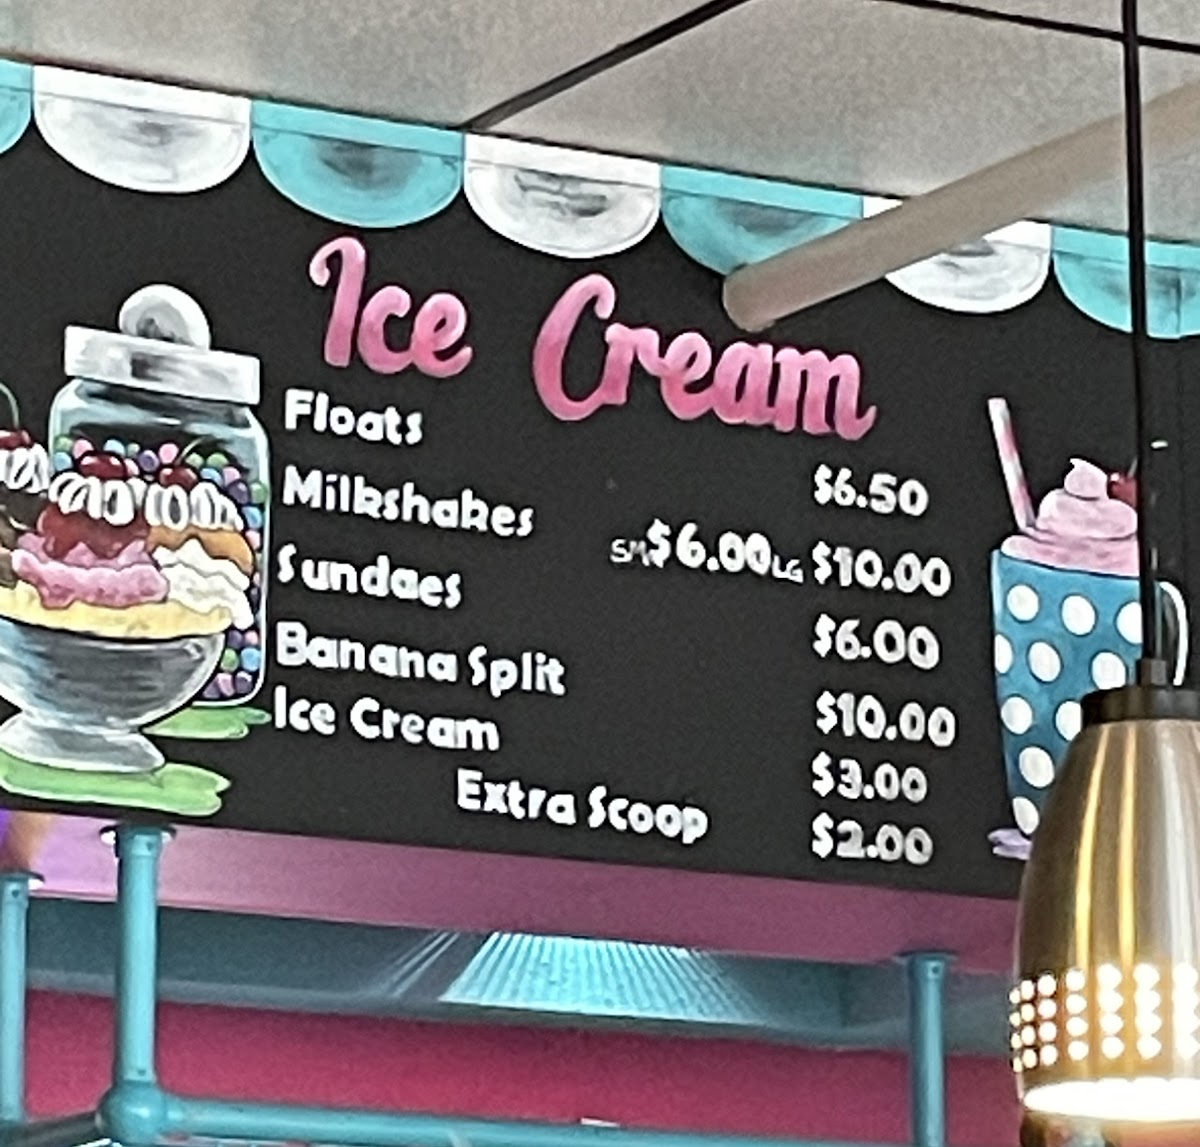 Ice Cream
Floats $6.50
Milkshakes SM $6.00 LG $10.00
Sundaes $6.00
Banana Split $10.00
Ice Cream $3.00
Extra Scoop $2.00